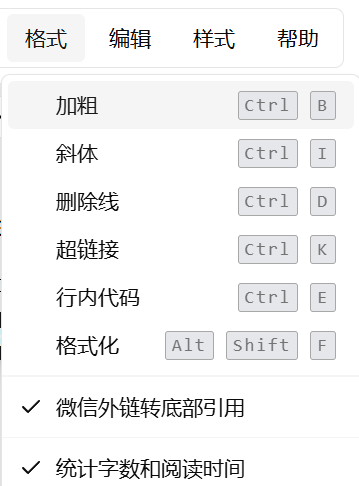 格式 编辑 样式 帮助
加粗 Ctrl B
斜体 Ctrl I
删除线 Ctrl D
超链接 Ctrl K
行内代码 Ctrl E
格式化 Alt Shift F
微信外链转底部引用
统计字数和阅读时间